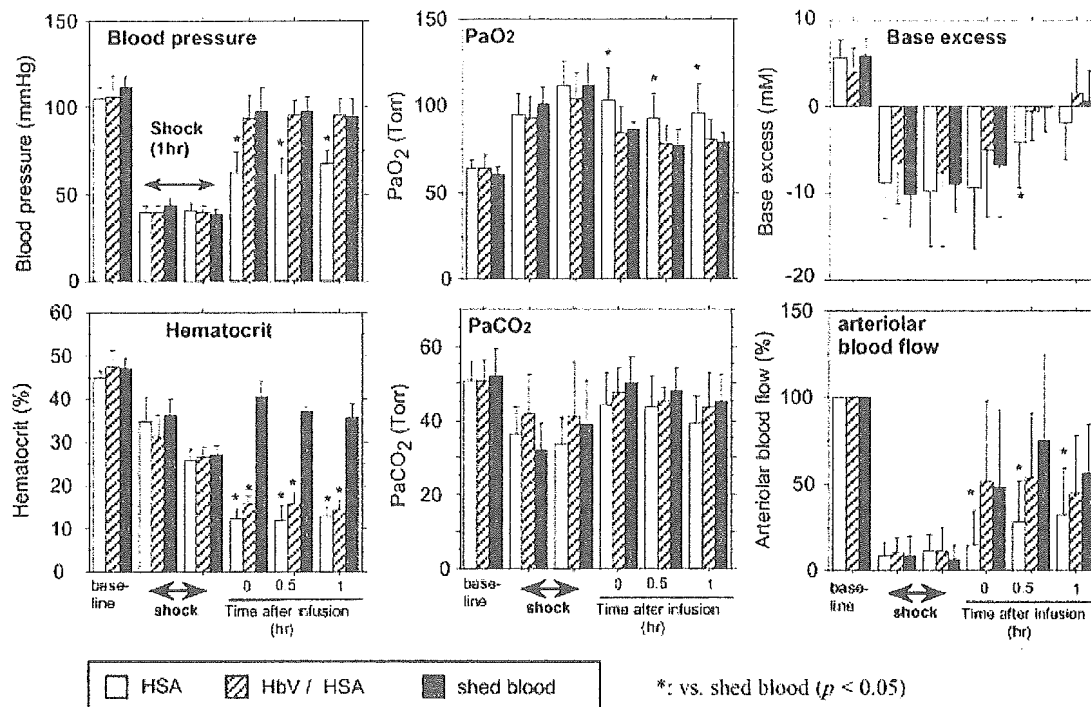 Blood pressure
Blood pressure (mmHg)
150
100
50
0
Shock
(1hr)
* * *
PaO2
PaO2 (Torr)
150
100
50
0
* * *
Base excess
Base excess (mM)
10
0
-10
-20
*
Hematocrit
Hematocrit (%)
60
50
40
30
20
10
0
* * * * * *
base-
line
shock
0 0.5 1
Time after infusion
(hr)
PaCO2
PaCO2 (Torr)
60
40
20
0
base-
line
shock
0 0.5 1
Time after infusion
(hr)
arteriolar
blood flow
Arteriolar blood flow (%)
150
100
50
0
* * *
base-
line
shock
0 0.5 1
Time after infusion
(hr)
HSA HbV / HSA shed blood
*: vs. shed blood (p < 0.05)